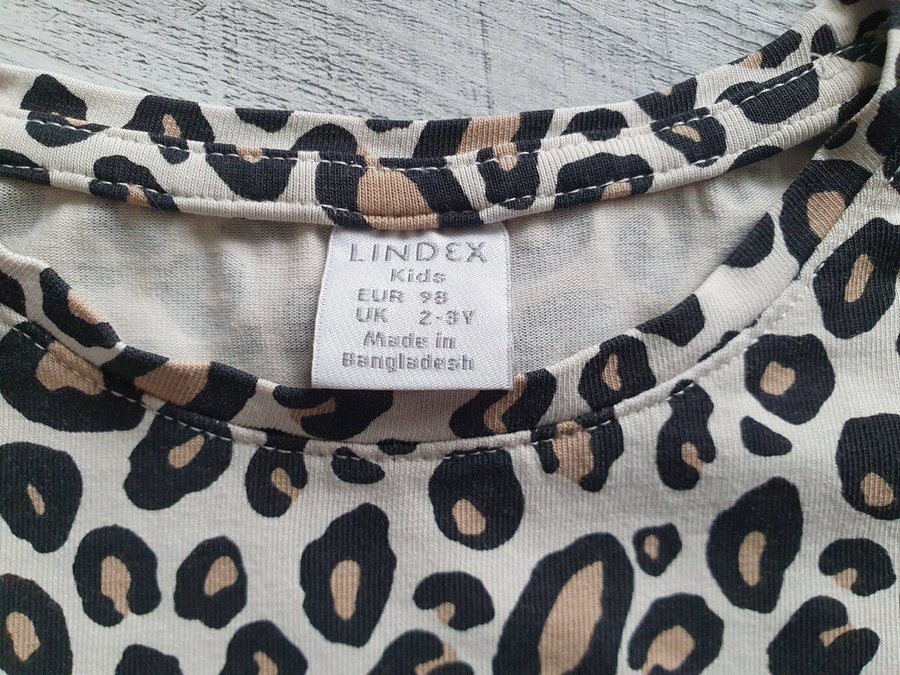 LINDEX
Kids
EUR 98
UK 2-3Y
Made in
Bangladesh